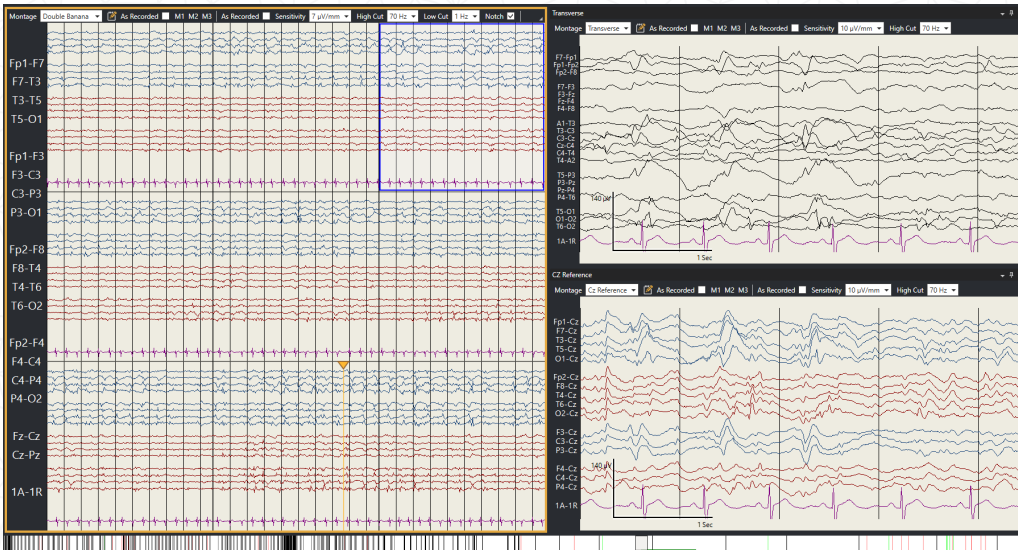 Montage Double Banana As Recorded M1 M2 M3 As Recorded Sensitivity 7 μV/mm High Cut 70 Hz Low Cut 1 Hz Notch
Fp1-F7
F7-T3
T3-T5
T5-O1
Fp1-F3
F3-C3
C3-P3
P3-O1
Fp2-F8
F8-T4
T4-T6
T6-O2
Fp2-F4
F4-C4
C4-P4
P4-O2
Fz-Cz
Cz-Pz
1A-1R
Transverse
Montage Transverse As Recorded M1 M2 M3 As Recorded Sensitivity 10 μV/mm High Cut 70 Hz
F7-Fp1
Fp1-Fp2
Fp2-F8
F7-F3
F3-Fz
Fz-F4
F4-F8
A1-T3
T3-C3
C3-Cz
Cz-C4
C4-T4
T4-A2
T5-P3
P3-Pz
Pz-P4
P4-T6
140 μV
T5-O1
O1-O2
T6-O2
1A-1R
1 Sec
CZ Reference
Montage Cz Reference As Recorded M1 M2 M3 As Recorded Sensitivity 10 μV/mm High Cut 70 Hz
Fp1-Cz
F7-Cz
T3-Cz
T5-Cz
O1-Cz
Fp2-Cz
F8-Cz
T4-Cz
T6-Cz
O2-Cz
F3-Cz
C3-Cz
P3-Cz
F4-Cz
140 μV
C4-Cz
P4-Cz
1A-1R
1 Sec